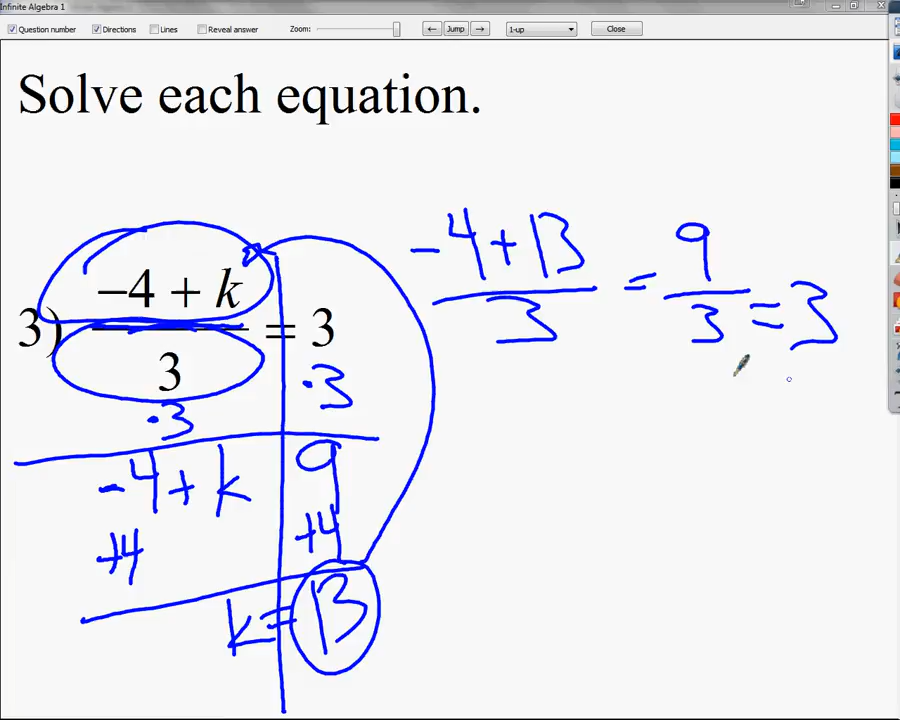 Infinite Algebra 1
Question number Directions Lines Reveal answer Zoom: ← Jump → 1-up Close
Solve each equation.
3) −4 + k / 3 = 3
·3 ·3
-4+k 9
+4 +4
k=13
-4+13 / 3 = 9 / 3 = 3